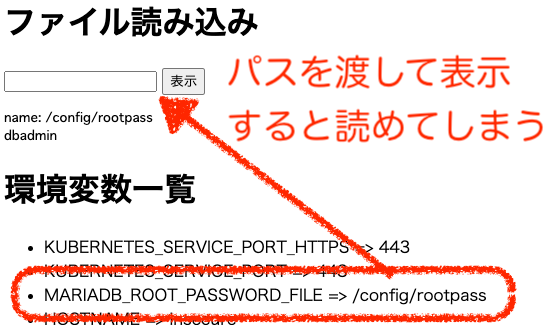 ファイル読み込み
表示
パスを渡して表示
すると読めてしまう
name: /config/rootpass
dbadmin
環境変数一覧
KUBERNETES_SERVICE_PORT_HTTPS => 443
KUBERNETES_SERVICE_PORT => 443
MARIADB_ROOT_PASSWORD_FILE => /config/rootpass
HOSTNAME => insecure